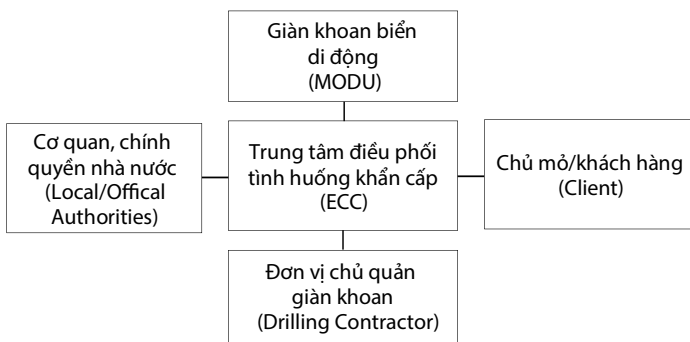 Giàn khoan biển
di động
(MODU)
Cơ quan, chính
quyền nhà nước
(Local/Offical
Authorities)
Trung tâm điều phối
tình huống khẩn cấp
(ECC)
Chủ mỏ/khách hàng
(Client)
Đơn vị chủ quản
giàn khoan
(Drilling Contractor)